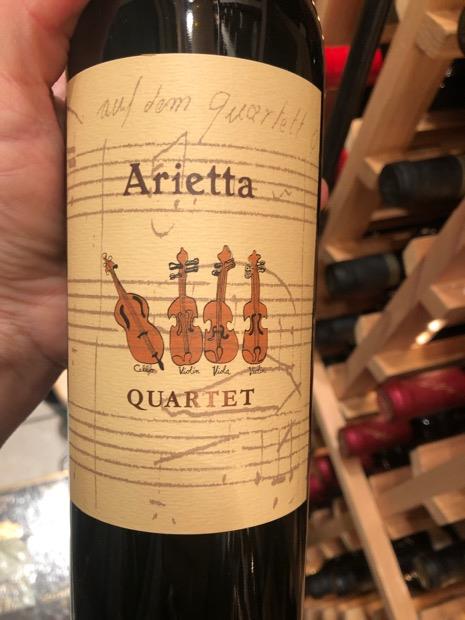 auf dem Quartett
Arietta
Cello Violin Viola Violin
QUARTET